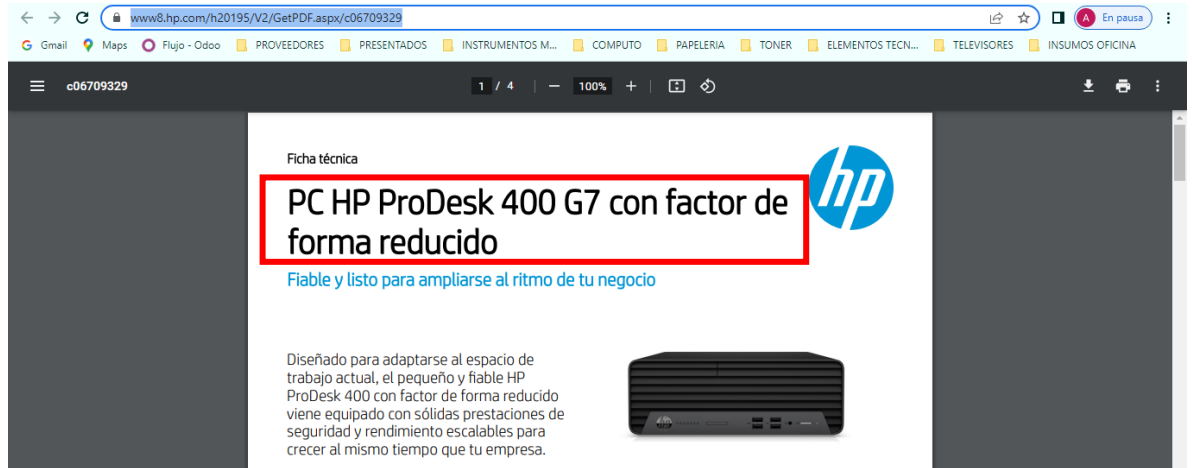 www8.hp.com/h20195/V2/GetPDF.aspx/c06709329
A En pausa
G Gmail Maps Flujo - Odoo PROVEEDORES PRESENTADOS INSTRUMENTOS M... COMPUTO PAPELERIA TONER ELEMENTOS TECN... TELEVISORES INSUMOS OFICINA
c06709329 1 / 4 100%
Ficha técnica
hp
PC HP ProDesk 400 G7 con factor de
forma reducido
Fiable y listo para ampliarse al ritmo de tu negocio
Diseñado para adaptarse al espacio de
trabajo actual, el pequeño y fiable HP
ProDesk 400 con factor de forma reducido
viene equipado con sólidas prestaciones de
seguridad y rendimiento escalables para
crecer al mismo tiempo que tu empresa.